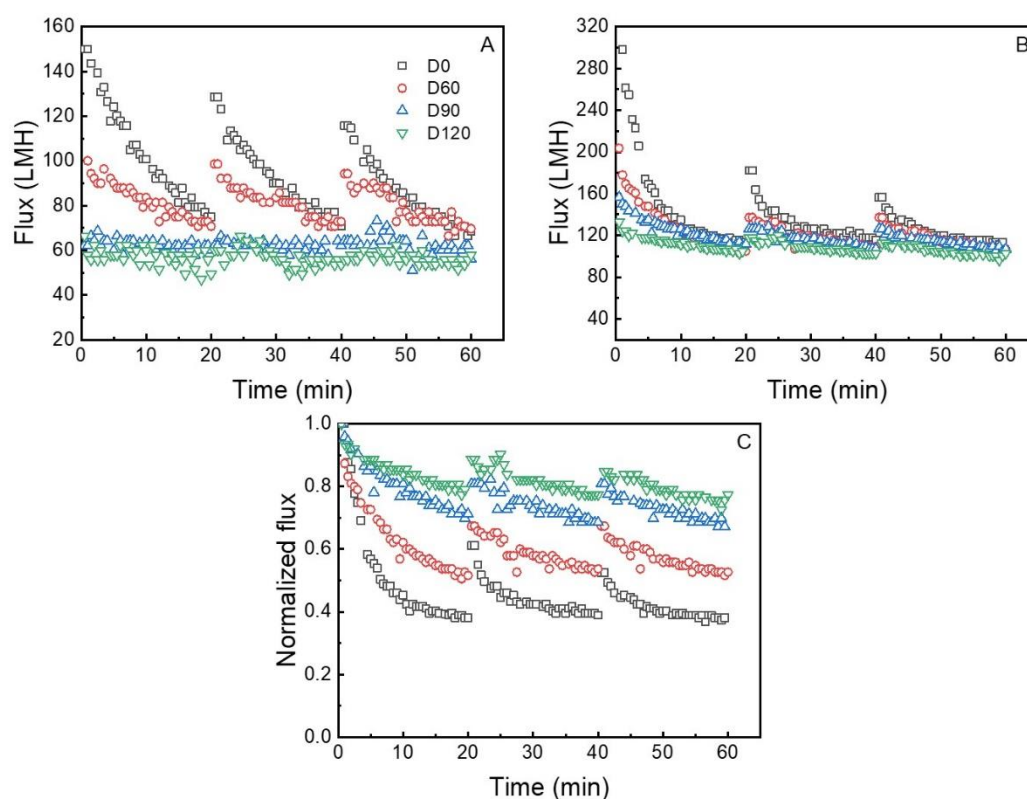 160
140
120
100
80
60
40
20
Flux (LMH)
0 10 20 30 40 50 60
Time (min)
A
D0
D60
D90
D120
320
280
240
200
160
120
80
40
Flux (LMH)
0 10 20 30 40 50 60
Time (min)
B
1.0
0.8
0.6
0.4
0.2
0.0
Normalized flux
0 10 20 30 40 50 60
Time (min)
C